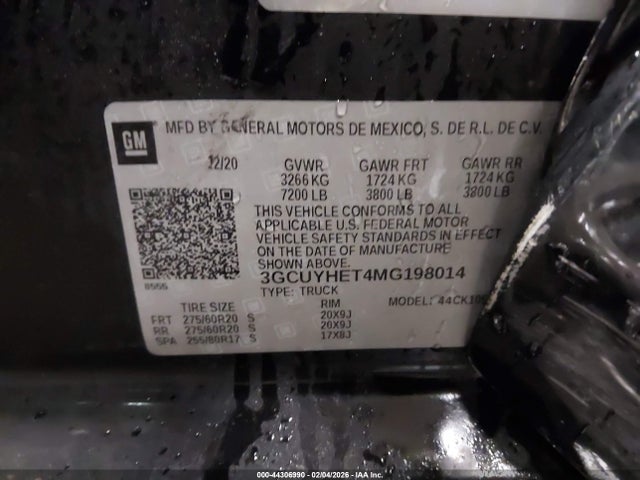 GM
MFD BY GENERAL MOTORS DE MEXICO, S. DE R.L. DE C.V.
12/20 GVWR GAWR FRT GAWR RR
3266 KG 1724 KG 1724 KG
7200 LB 3800 LB 3800 LB
THIS VEHICLE CONFORMS TO ALL
APPLICABLE U.S. FEDERAL MOTOR
VEHICLE SAFETY STANDARDS IN EFFECT
ON THE DATE OF MANUFACTURE
SHOWN ABOVE.
3GCUYHET4MG198014
TYPE: TRUCK MODEL:
TIRE SIZE RIM
FRT 275/60R20 S 20X9J
RR 275/60R20 S 20X9J
SPA 255/80R17 S 17X8J
000-44306990 - 02/04/2026 - IAA Inc.